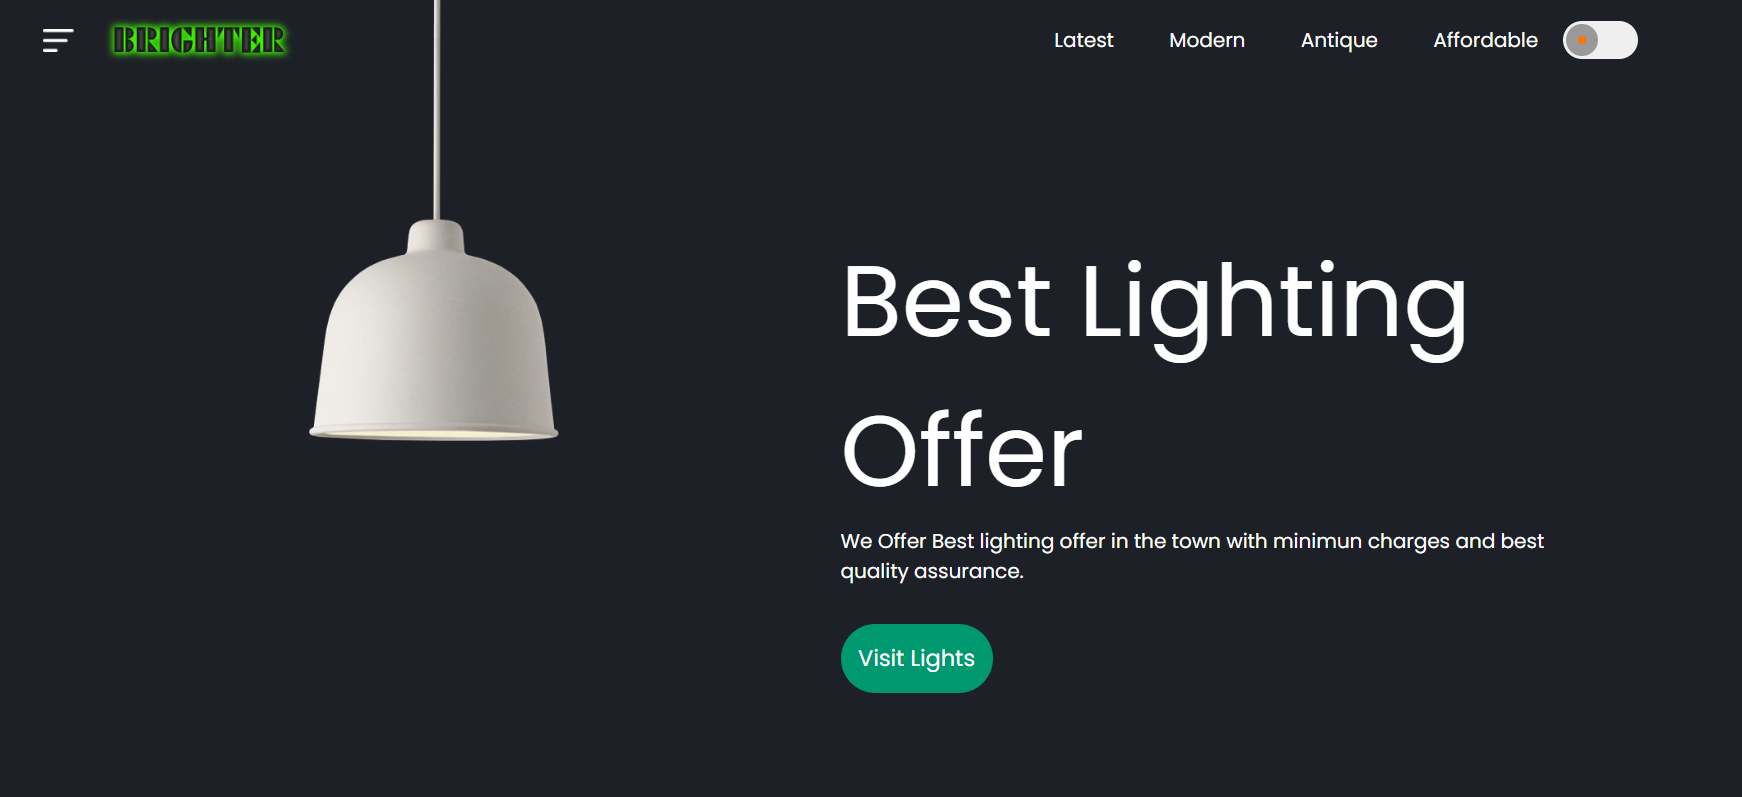 BRIGHTER
Latest Modern Antique Affordable
Best Lighting
Offer
We Offer Best lighting offer in the town with minimun charges and best
quality assurance.
Visit Lights